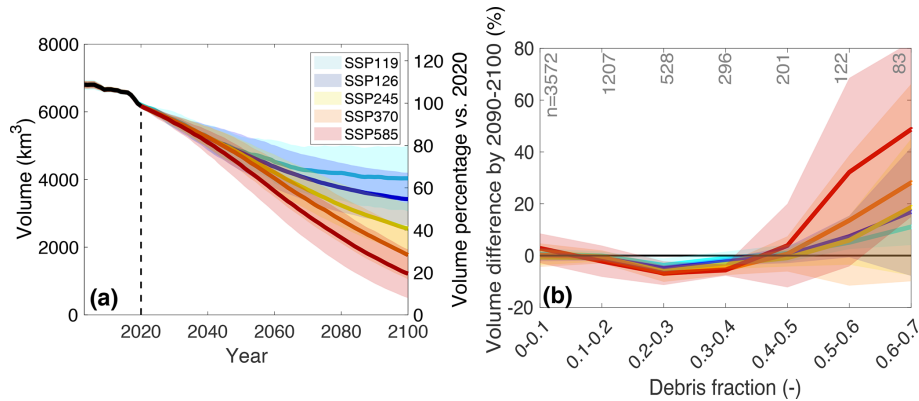 8000
6000
4000
2000
0
Volume (km3)
120
100
80
60
40
20
0
Volume percentage vs. 2020
SSP119
SSP126
SSP245
SSP370
SSP585
(a)
2020
2040
2060
2080
2100
Year
80
60
40
20
0
-20
Volume difference by 2090-2100 (%)
n=3572
1207
528
296
201
122
83
(b)
0-0.1
0.1-0.2
0.2-0.3
0.3-0.4
0.4-0.5
0.5-0.6
0.6-0.7
Debris fraction (-)